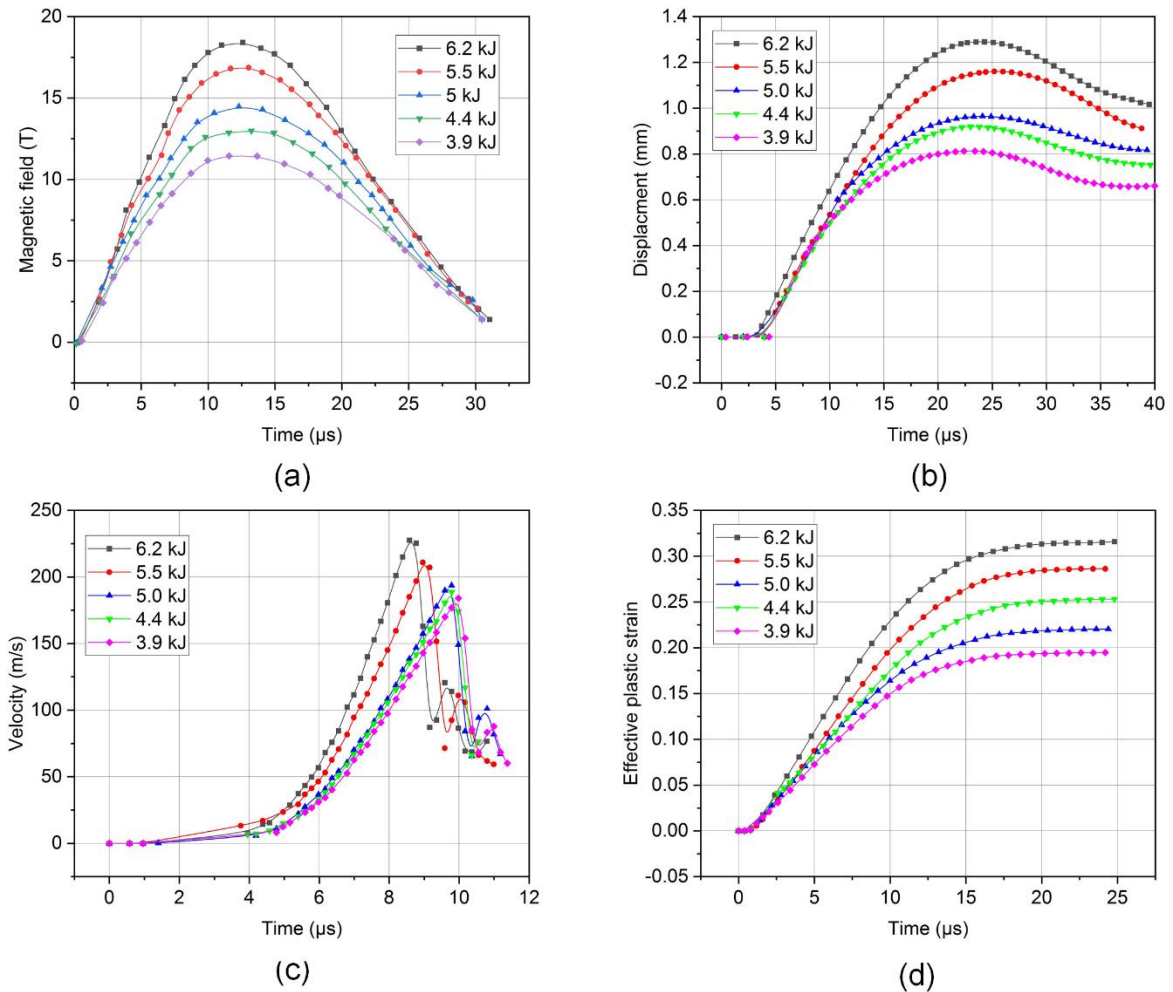 20
15
10
5
0
Magnetic field (T)
6.2 kJ
5.5 kJ
5 kJ
4.4 kJ
3.9 kJ
0 5 10 15 20 25 30
Time (µs)
(a)
1.4
1.2
1.0
0.8
0.6
0.4
0.2
0.0
-0.2
Displacment (mm)
6.2 kJ
5.5 kJ
5.0 kJ
4.4 kJ
3.9 kJ
0 5 10 15 20 25 30 35 40
Time (µs)
(b)
250
200
150
100
50
0
Velocity (m/s)
6.2 kJ
5.5 kJ
5.0 kJ
4.4 kJ
3.9 kJ
0 2 4 6 8 10 12
Time (µs)
(c)
0.35
0.30
0.25
0.20
0.15
0.10
0.05
0.00
-0.05
Effective plastic strain
6.2 kJ
5.5 kJ
5.0 kJ
4.4 kJ
3.9 kJ
0 5 10 15 20 25
Time (µs)
(d)